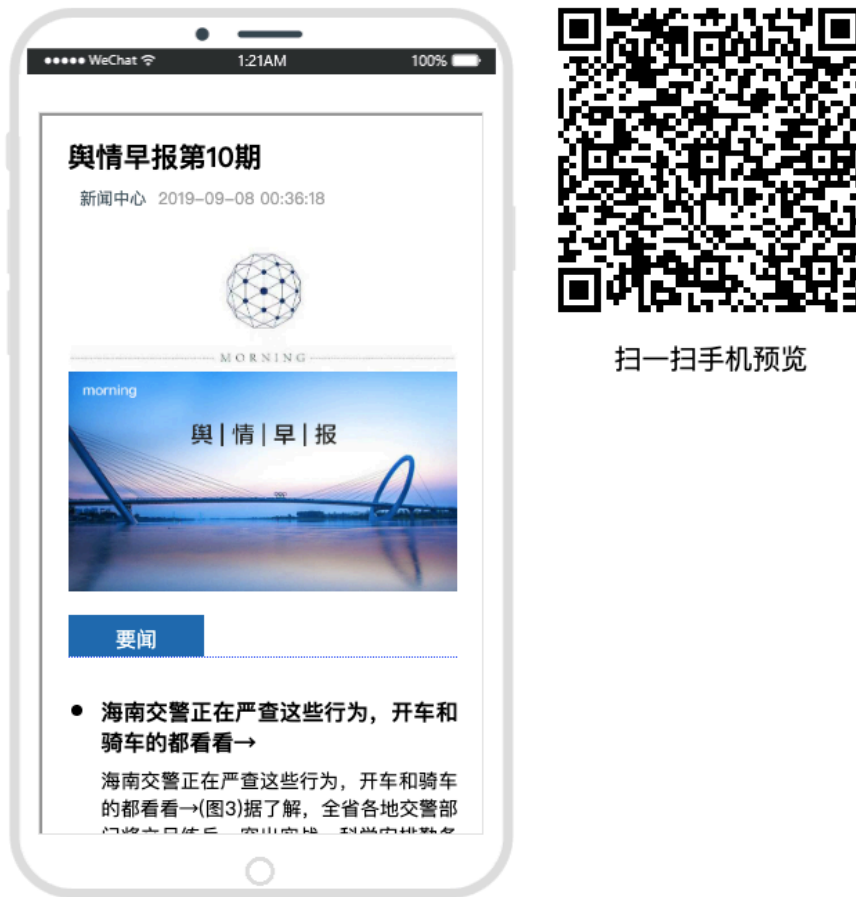 WeChat 1:21AM 100%
舆情早报第10期
新闻中心 2019-09-08 00:36:18
MORNING
morning
舆|情|早|报
要闻
海南交警正在严查这些行为，开车和
骑车的都看看→
海南交警正在严查这些行为，开车和骑车
的都看看→(图3)据了解，全省各地交警部
扫一扫手机预览